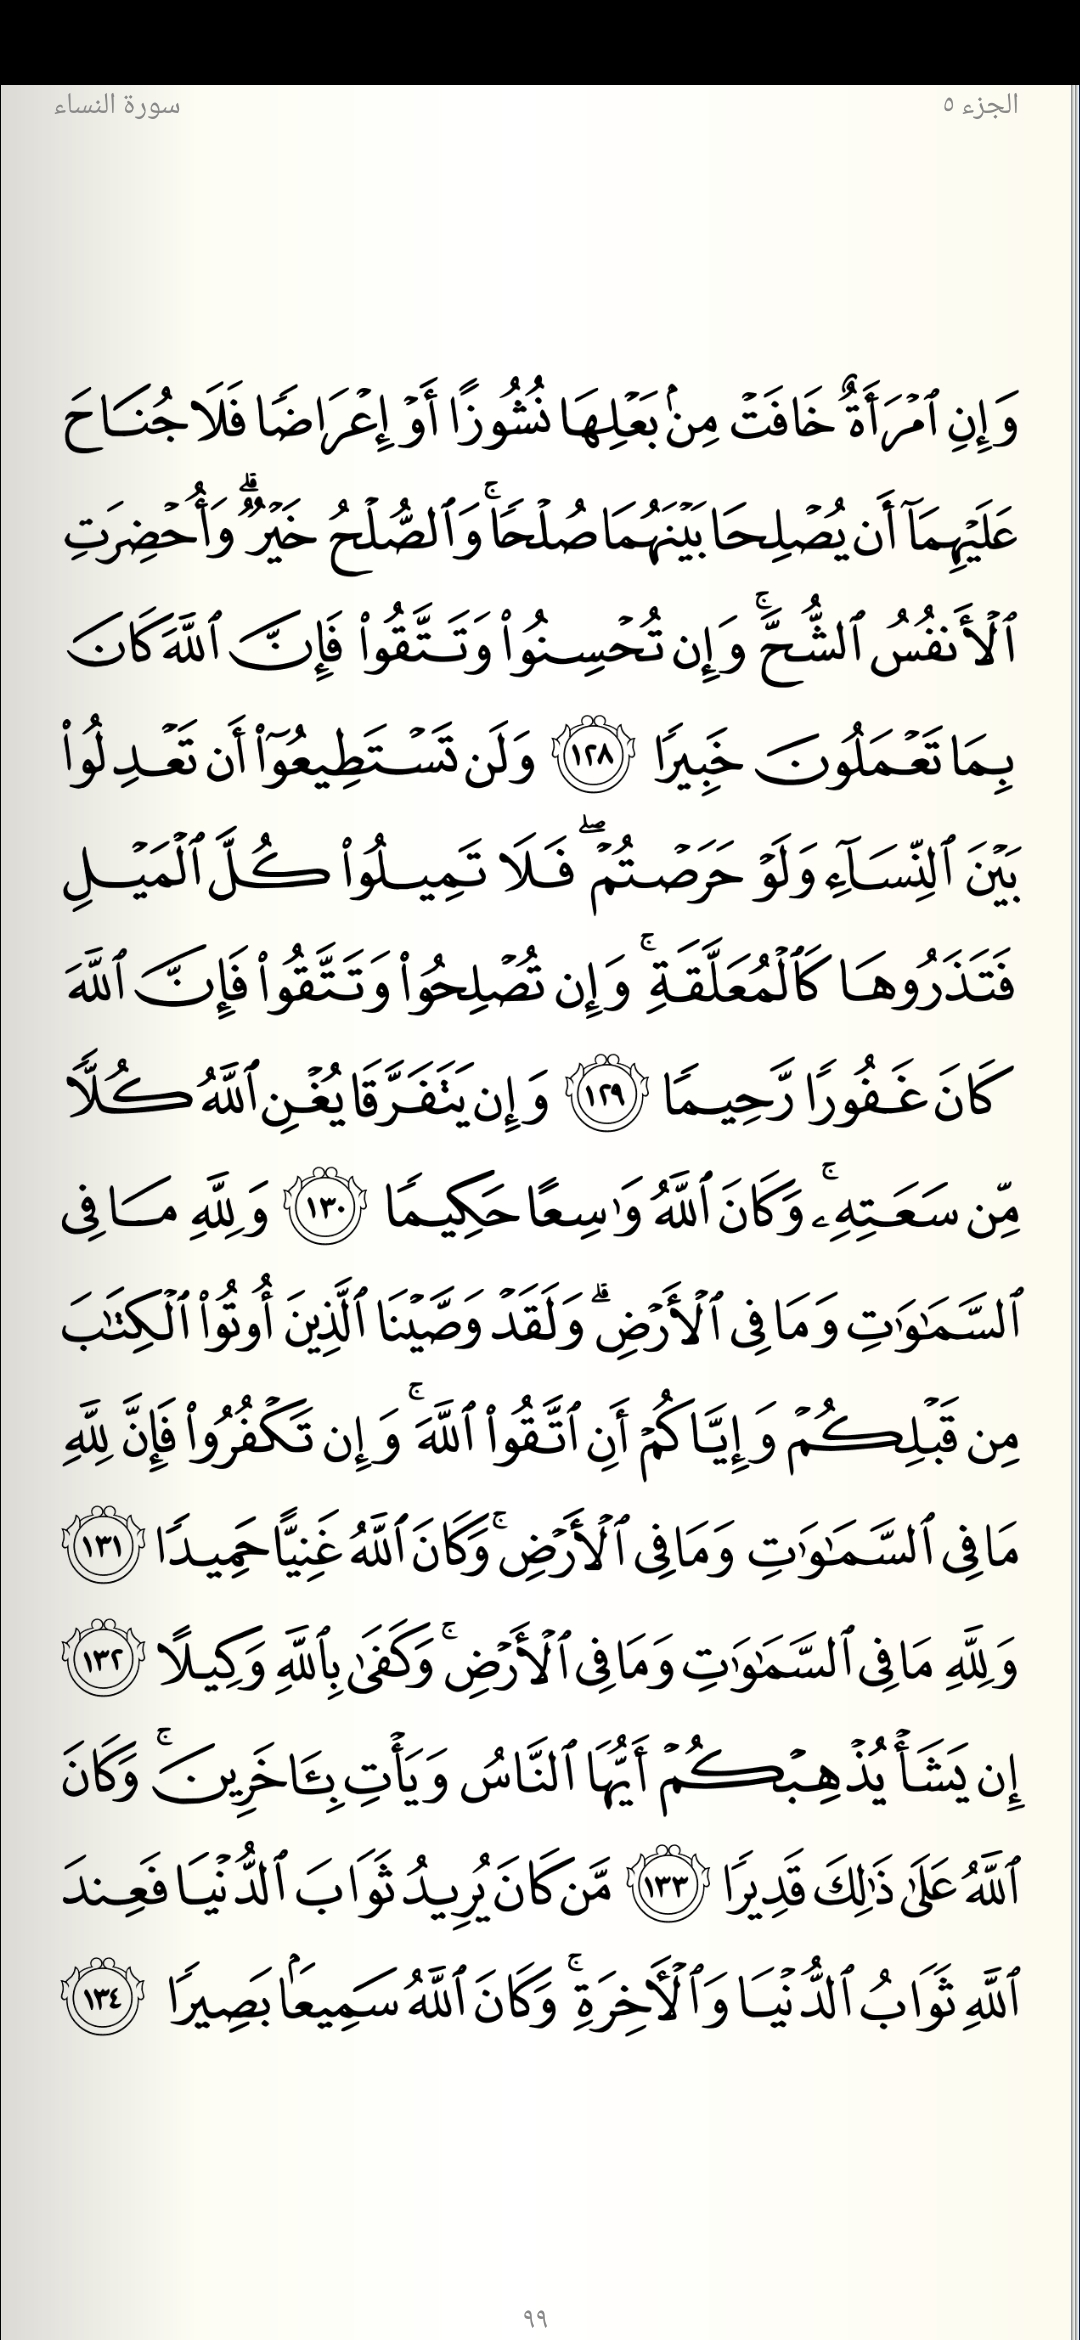 الجزء ٥
سورة النساء
وَإِنِ ٱمۡرَأَةٌ خَافَتۡ مِنۢ بَعۡلِهَا نُشُوزًا أَوۡ إِعۡرَاضٗا فَلَا جُنَاحَ
عَلَيۡهِمَآ أَن يُصۡلِحَا بَيۡنَهُمَا صُلۡحٗاۚ وَٱلصُّلۡحُ خَيۡرٞۗ وَأُحۡضِرَتِ
ٱلۡأَنفُسُ ٱلشُّحَّۚ وَإِن تُحۡسِنُواْ وَتَتَّقُواْ فَإِنَّ ٱللَّهَ كَانَ
بِمَا تَعۡمَلُونَ خَبِيرٗا ١٢٨ وَلَن تَسۡتَطِيعُوٓاْ أَن تَعۡدِلُواْ
بَيۡنَ ٱلنِّسَآءِ وَلَوۡ حَرَصۡتُمۡۖ فَلَا تَمِيلُواْ كُلَّ ٱلۡمَيۡلِ
فَتَذَرُوهَا كَٱلۡمُعَلَّقَةِۚ وَإِن تُصۡلِحُواْ وَتَتَّقُواْ فَإِنَّ ٱللَّهَ
كَانَ غَفُورٗا رَّحِيمٗا ١٢٩ وَإِن يَتَفَرَّقَا يُغۡنِ ٱللَّهُ كُلّٗا
مِّن سَعَتِهِۦۚ وَكَانَ ٱللَّهُ وَٰسِعًا حَكِيمٗا ١٣٠ وَلِلَّهِ مَا فِي
ٱلسَّمَٰوَٰتِ وَمَا فِي ٱلۡأَرۡضِۗ وَلَقَدۡ وَصَّيۡنَا ٱلَّذِينَ أُوتُواْ ٱلۡكِتَٰبَ
مِن قَبۡلِكُمۡ وَإِيَّاكُمۡ أَنِ ٱتَّقُواْ ٱللَّهَۚ وَإِن تَكۡفُرُواْ فَإِنَّ لِلَّهِ
مَا فِي ٱلسَّمَٰوَٰتِ وَمَا فِي ٱلۡأَرۡضِۚ وَكَانَ ٱللَّهُ غَنِيًّا حَمِيدٗا ١٣١
وَلِلَّهِ مَا فِي ٱلسَّمَٰوَٰتِ وَمَا فِي ٱلۡأَرۡضِۚ وَكَفَىٰ بِٱللَّهِ وَكِيلًا ١٣٢
إِن يَشَأۡ يُذۡهِبۡكُمۡ أَيُّهَا ٱلنَّاسُ وَيَأۡتِ بِـَٔاخَرِينَۚ وَكَانَ
ٱللَّهُ عَلَىٰ ذَٰلِكَ قَدِيرٗا ١٣٣ مَّن كَانَ يُرِيدُ ثَوَابَ ٱلدُّنۡيَا فَعِندَ
ٱللَّهِ ثَوَابُ ٱلدُّنۡيَا وَٱلۡأٓخِرَةِۚ وَكَانَ ٱللَّهُ سَمِيعَۢا بَصِيرٗا ١٣٤
٩٩